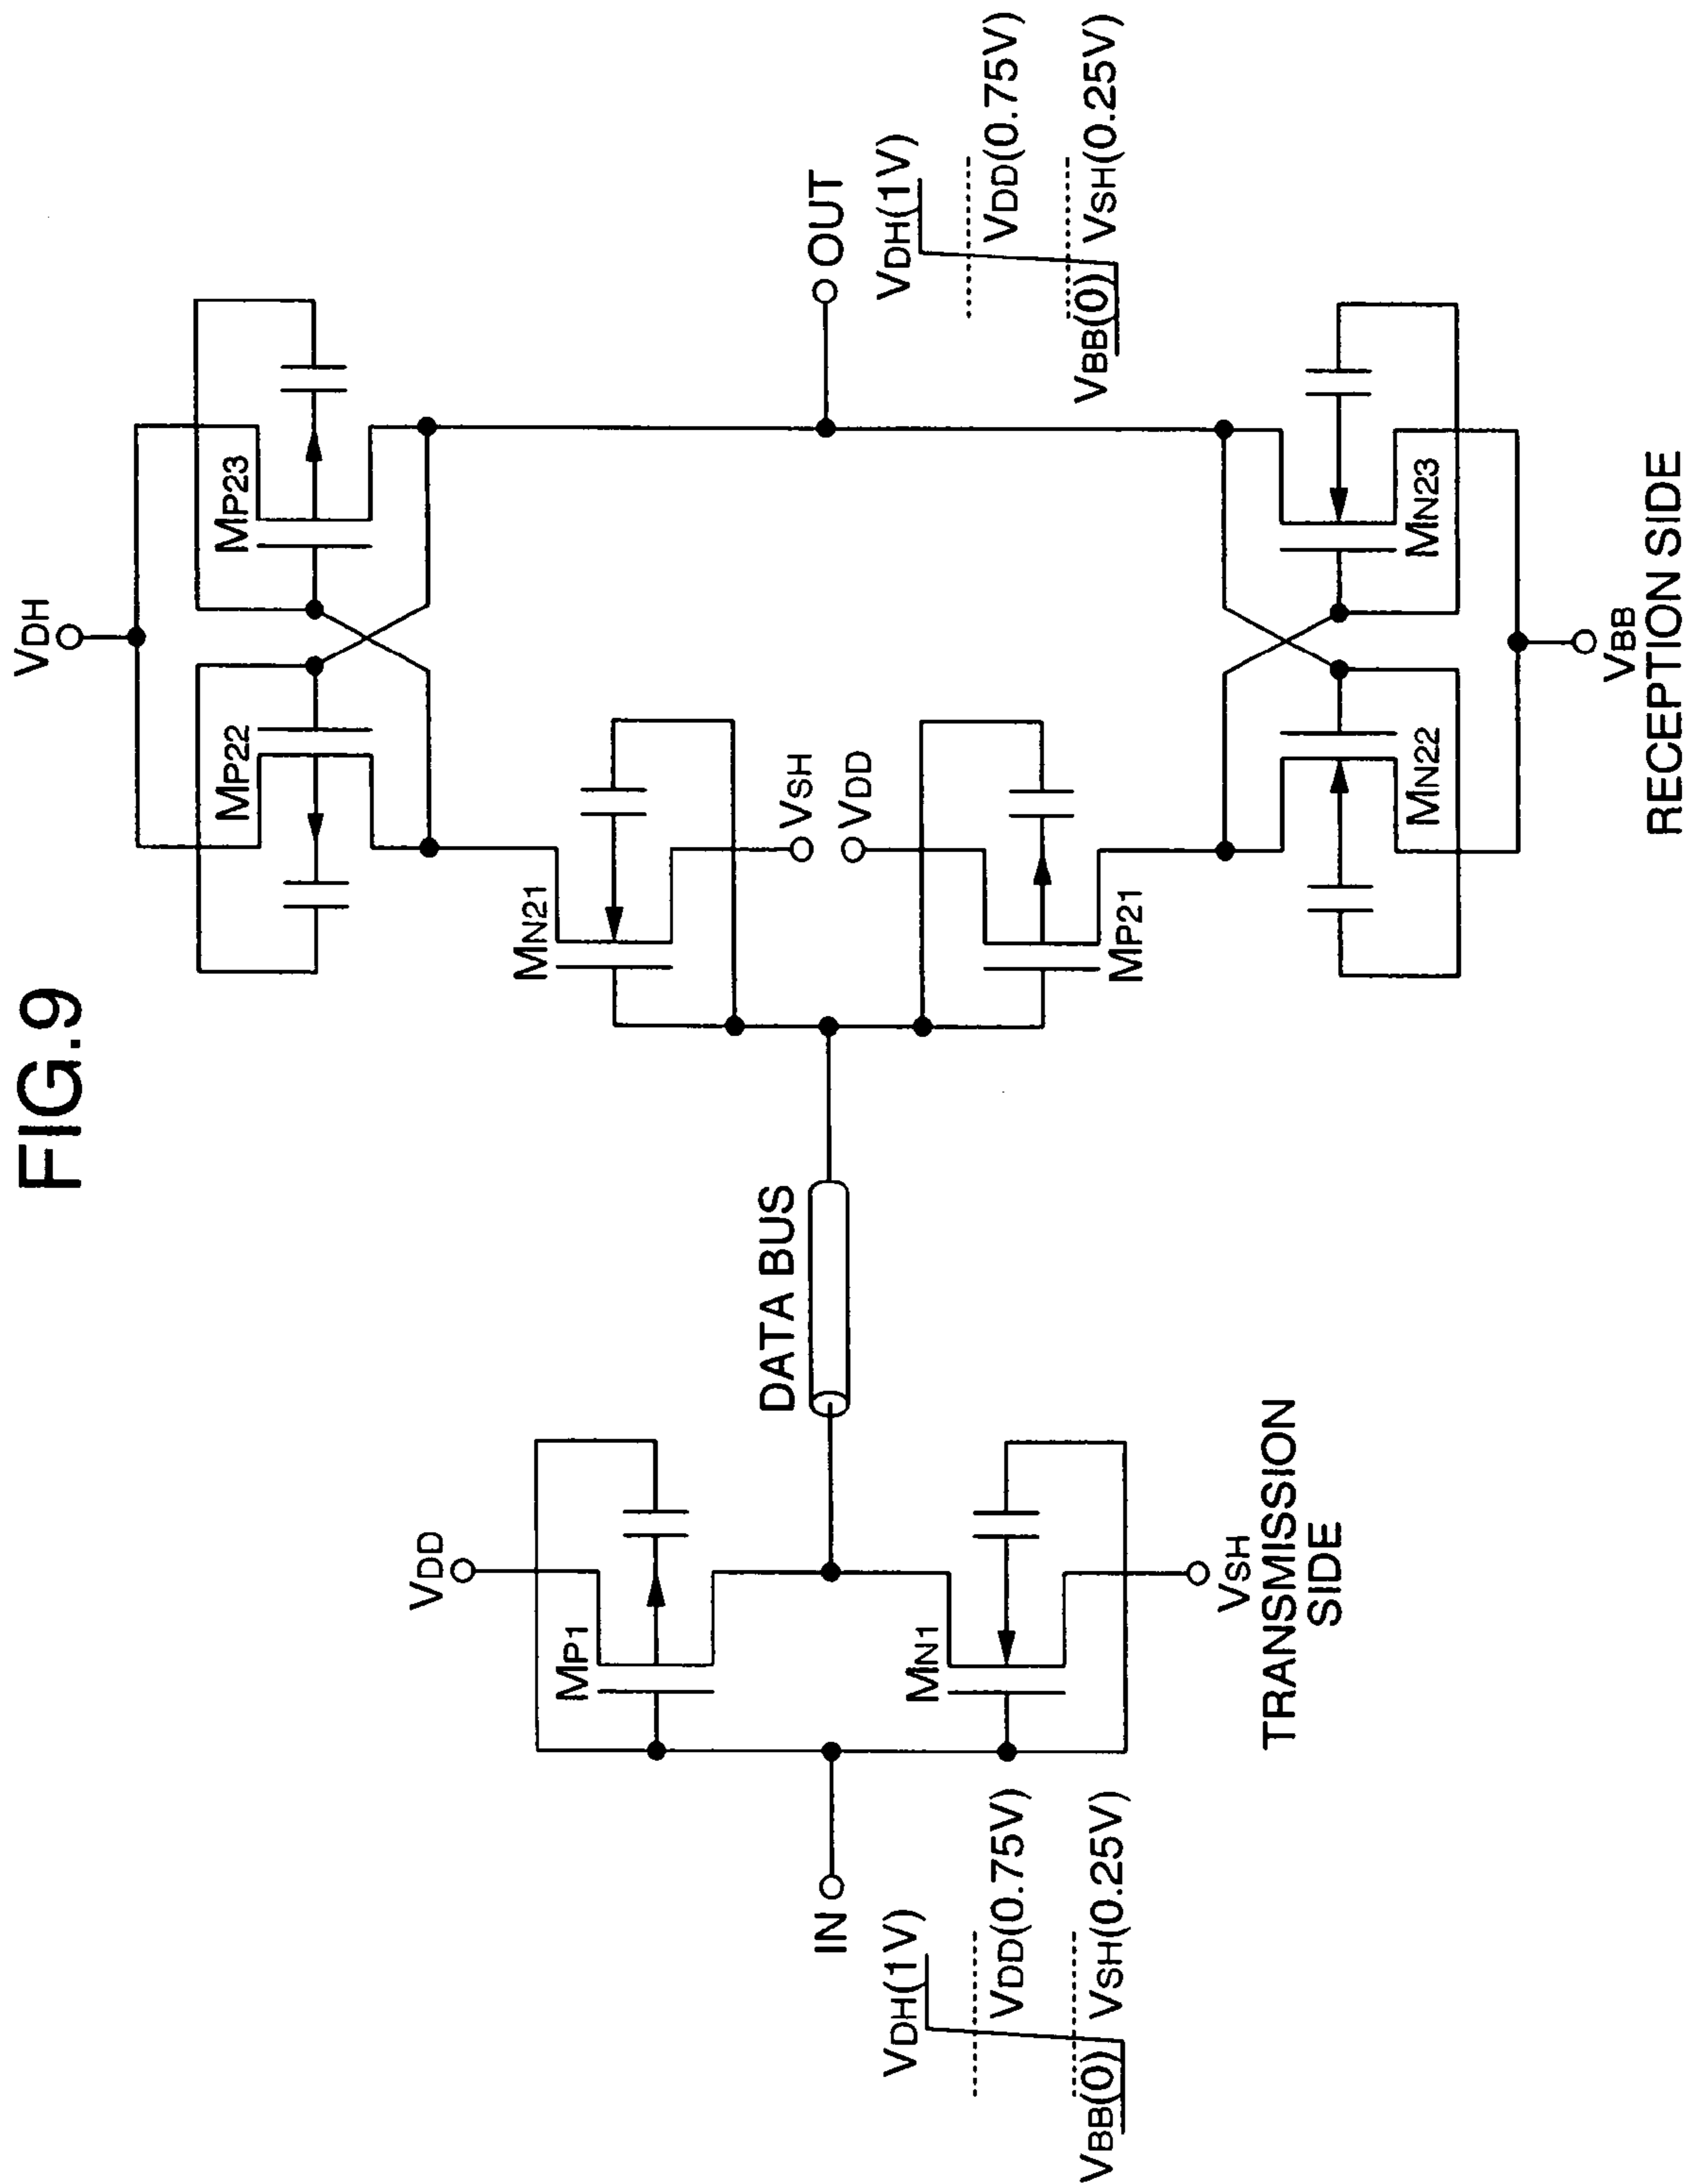 FIG.9
IN
VDH(1V)
VDD(0.75V)
VSH(0.25V)
VBB(0)
VDD
MP1
MN1
VSH
TRANSMISSION
SIDE
DATA BUS
VDH
MP22
MP23
MN21
VSH
VDD
MP21
MN22
MN23
VBB
RECEPTION SIDE
OUT
VDH(1V)
VDD(0.75V)
VSH(0.25V)
VBB(0)